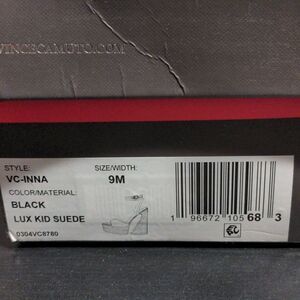 VINCECAMUTO.COM
STYLE: SIZE/WIDTH:
VC-INNA 9M
COLOR/MATERIAL:
BLACK
LUX KID SUEDE
0304VC8780
1 96672 10568 3